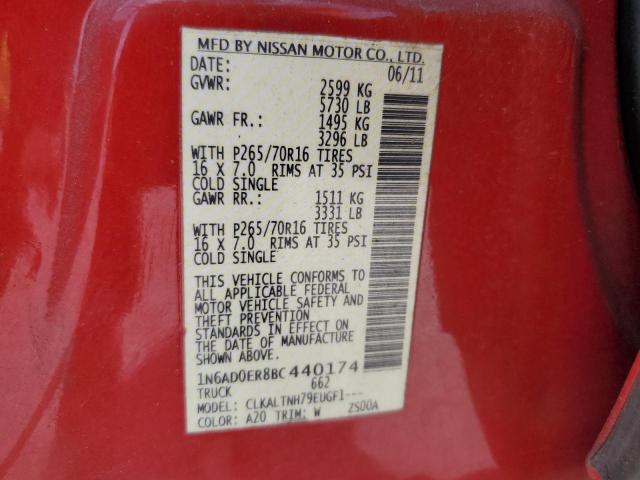 MFD BY NISSAN MOTOR CO., LTD.
DATE: 06/11
GVWR: 2599 KG
5730 LB
GAWR FR.: 1495 KG
3296 LB
WITH P265/70R16 TIRES
16 X 7.0 RIMS AT 35 PSI
COLD SINGLE
GAWR RR.: 1511 KG
3331 LB
WITH P265/70R16 TIRES
16 X 7.0 RIMS AT 35 PSI
COLD SINGLE
THIS VEHICLE CONFORMS TO
ALL APPLICABLE FEDERAL
MOTOR VEHICLE SAFETY AND
THEFT PREVENTION
STANDARDS IN EFFECT ON
THE DATE OF MANUFACTURE
1N6AD0ER8BC440174
TRUCK 662
MODEL: CLKALTNH79EUGF1---
COLOR: A20 TRIM: W 2S00A